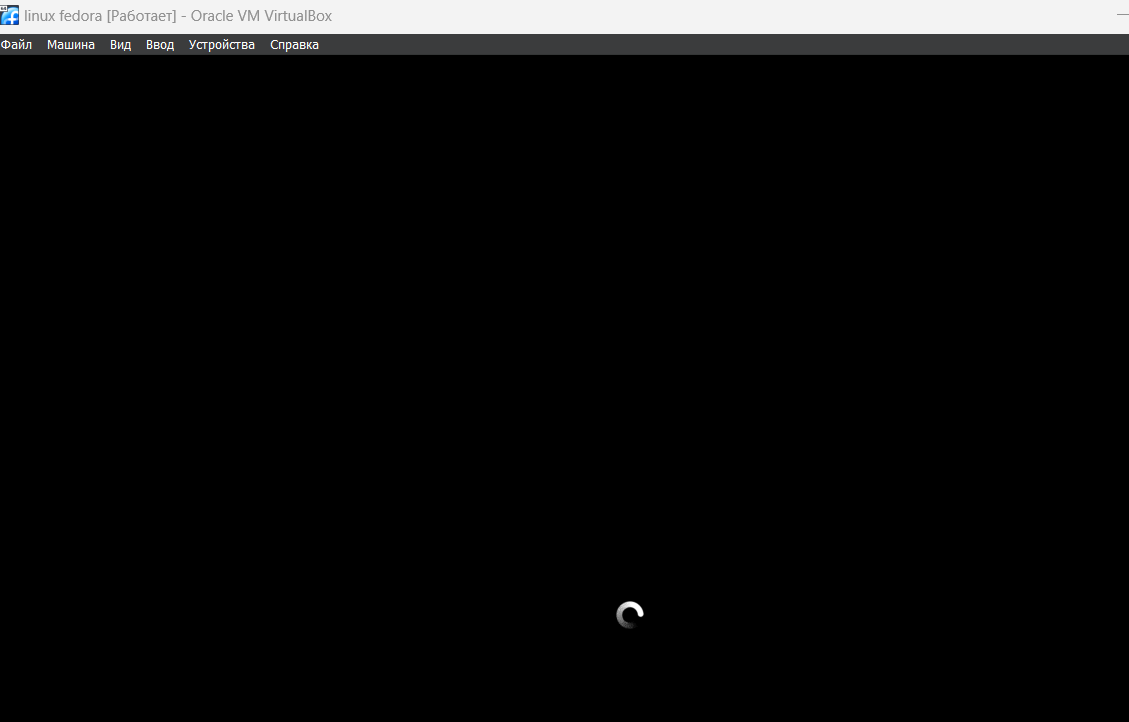 linux fedora [Работает] - Oracle VM VirtualBox
Файл Машина Вид Ввод Устройства Справка